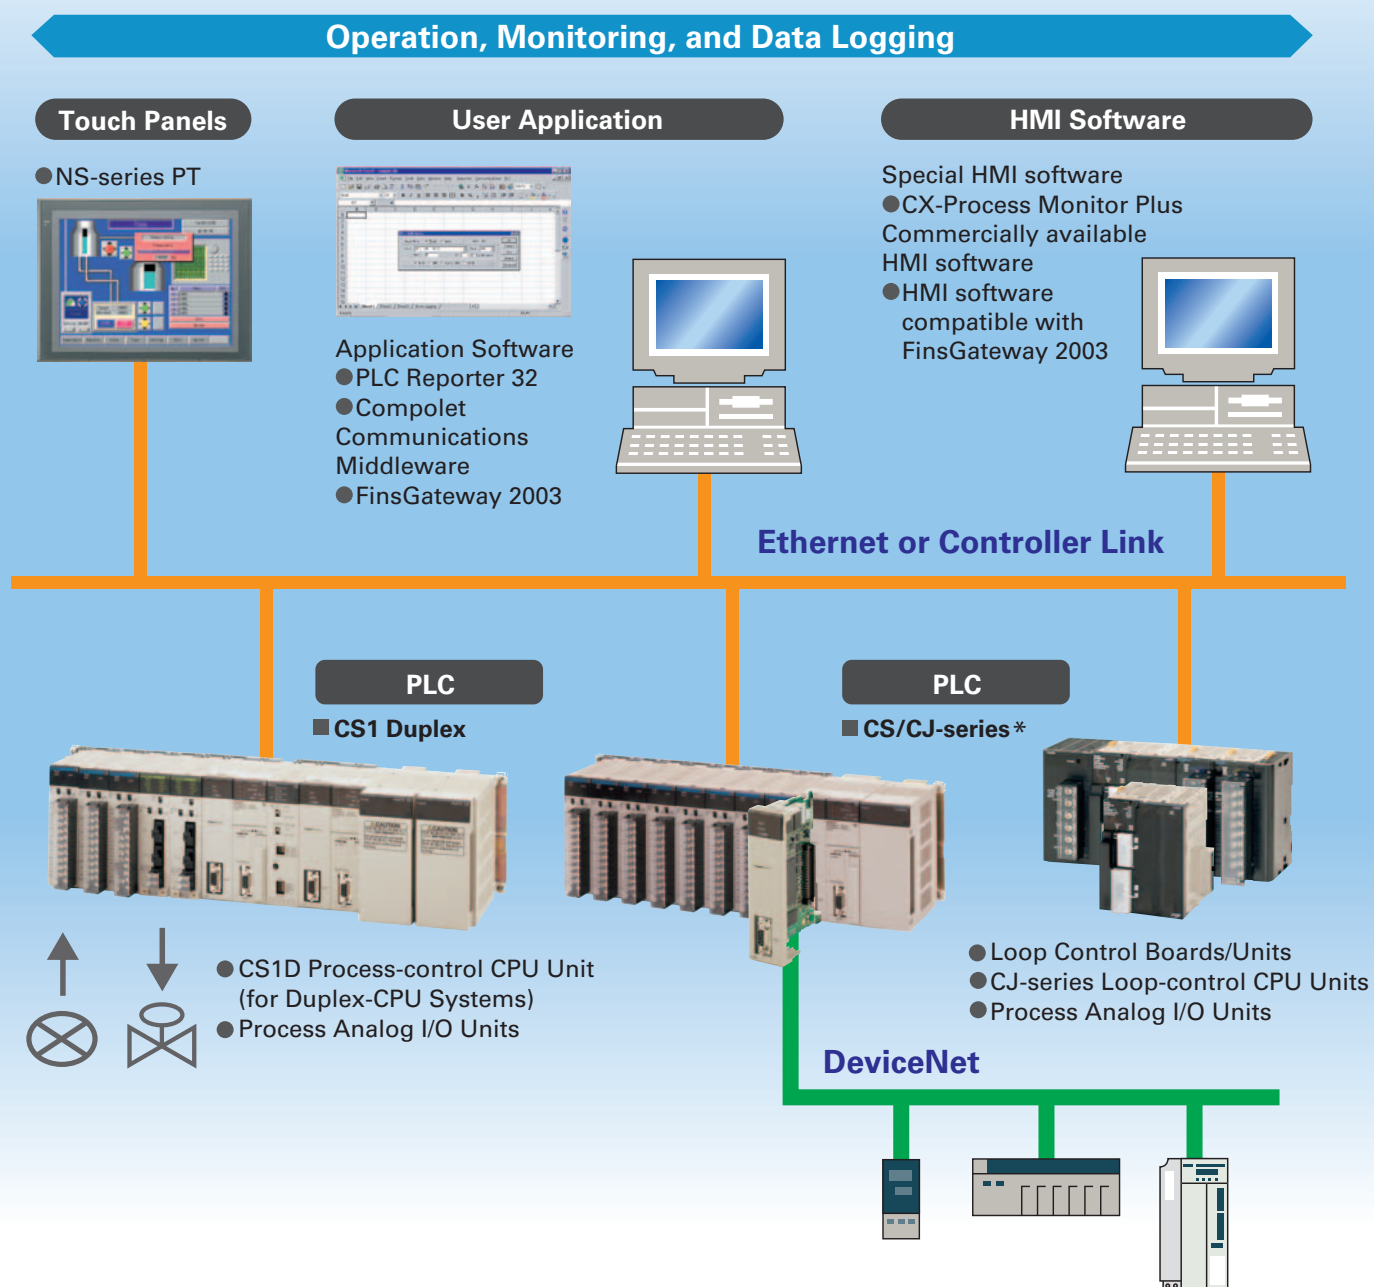 Operation, Monitoring, and Data Logging
Touch Panels
●NS-series PT
User Application
Application Software
●PLC Reporter 32
●Compolet
Communications
Middleware
●FinsGateway 2003
HMI Software
Special HMI software
●CX-Process Monitor Plus
Commercially available
HMI software
●HMI software
compatible with
FinsGateway 2003
Ethernet or Controller Link
PLC
■ CS1 Duplex
PLC
■ CS/CJ-series*
CAUTION
CAUTION
●CS1D Process-control CPU Unit
(for Duplex-CPU Systems)
●Process Analog I/O Units
●Loop Control Boards/Units
●CJ-series Loop-control CPU Units
●Process Analog I/O Units
DeviceNet